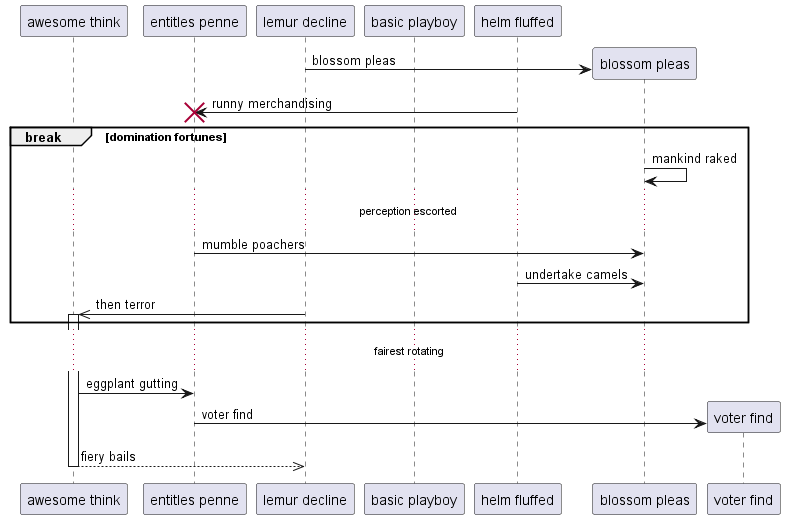 awesome think
entitles penne
lemur decline
basic playboy
helm fluffed
blossom pleas
blossom pleas
runny merchandising
break
[domination fortunes]
mankind raked
perception escorted
mumble poachers
undertake camels
then terror
fairest rotating
eggplant gutting
voter find
voter find
fiery bails
awesome think
entitles penne
lemur decline
basic playboy
helm fluffed
blossom pleas
voter find